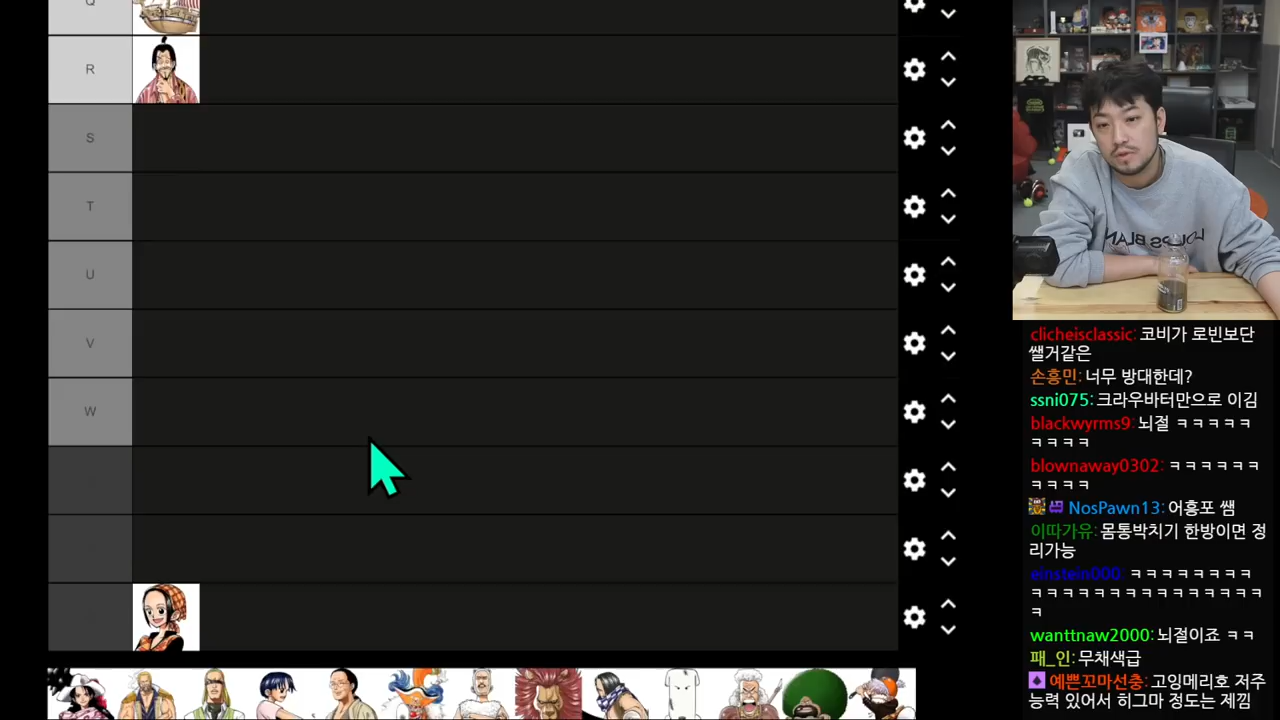 Q
R
S
T
U
V
W
clicheisclassic: 코비가 로빈보단
쌜거같은
손흥민: 너무 방대한데?
ssni075: 크라우바터만으로 이김
blackwyrms9: 뇌절 ㅋㅋㅋㅋㅋ
ㅋㅋㅋㅋ
blownaway0302: ㅋㅋㅋㅋㅋㅋ
ㅋㅋㅋㅋ
NosPawn13: 어흥포 쌤
이따가유: 몸통박치기 한방이면 정
리가능
einstein000: ㅋㅋㅋㅋㅋㅋㅋㅋ
ㅋㅋㅋㅋㅋㅋㅋㅋㅋㅋㅋㅋㅋㅋㅋ
ㅋ
wanttnaw2000: 뇌절이죠 ㅋㅋ
패_인: 무채색급
예쁜꼬마선충: 고잉메리호 저주
능력 있어서 히그마 정도는 제낌